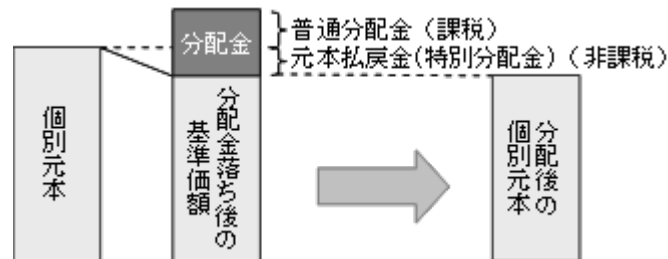 分配金
普通分配金（課税）
元本払戻金(特別分配金)（非課税）
個別元本
分配金落ち後の
基準価額
分配後の
個別元本